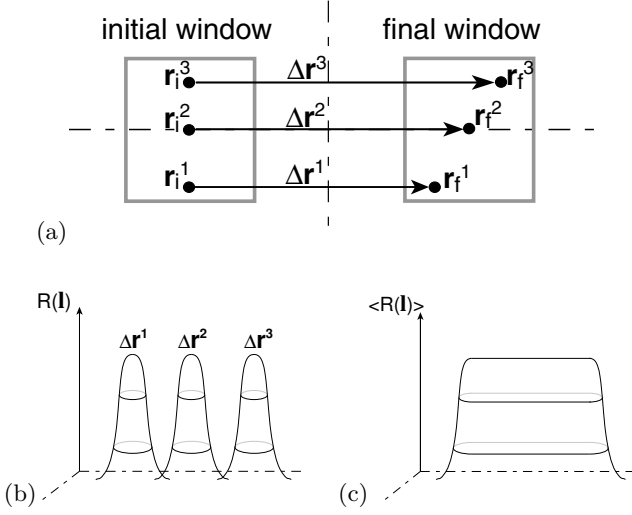 initial window final window
r_i^3 Δr^3 r_f^3
r_i^2 Δr^2 r_f^2
r_i^1 Δr^1 r_f^1
(a)
R(l)
Δr^1 Δr^2 Δr^3
(b)
<R(l)>
(c)